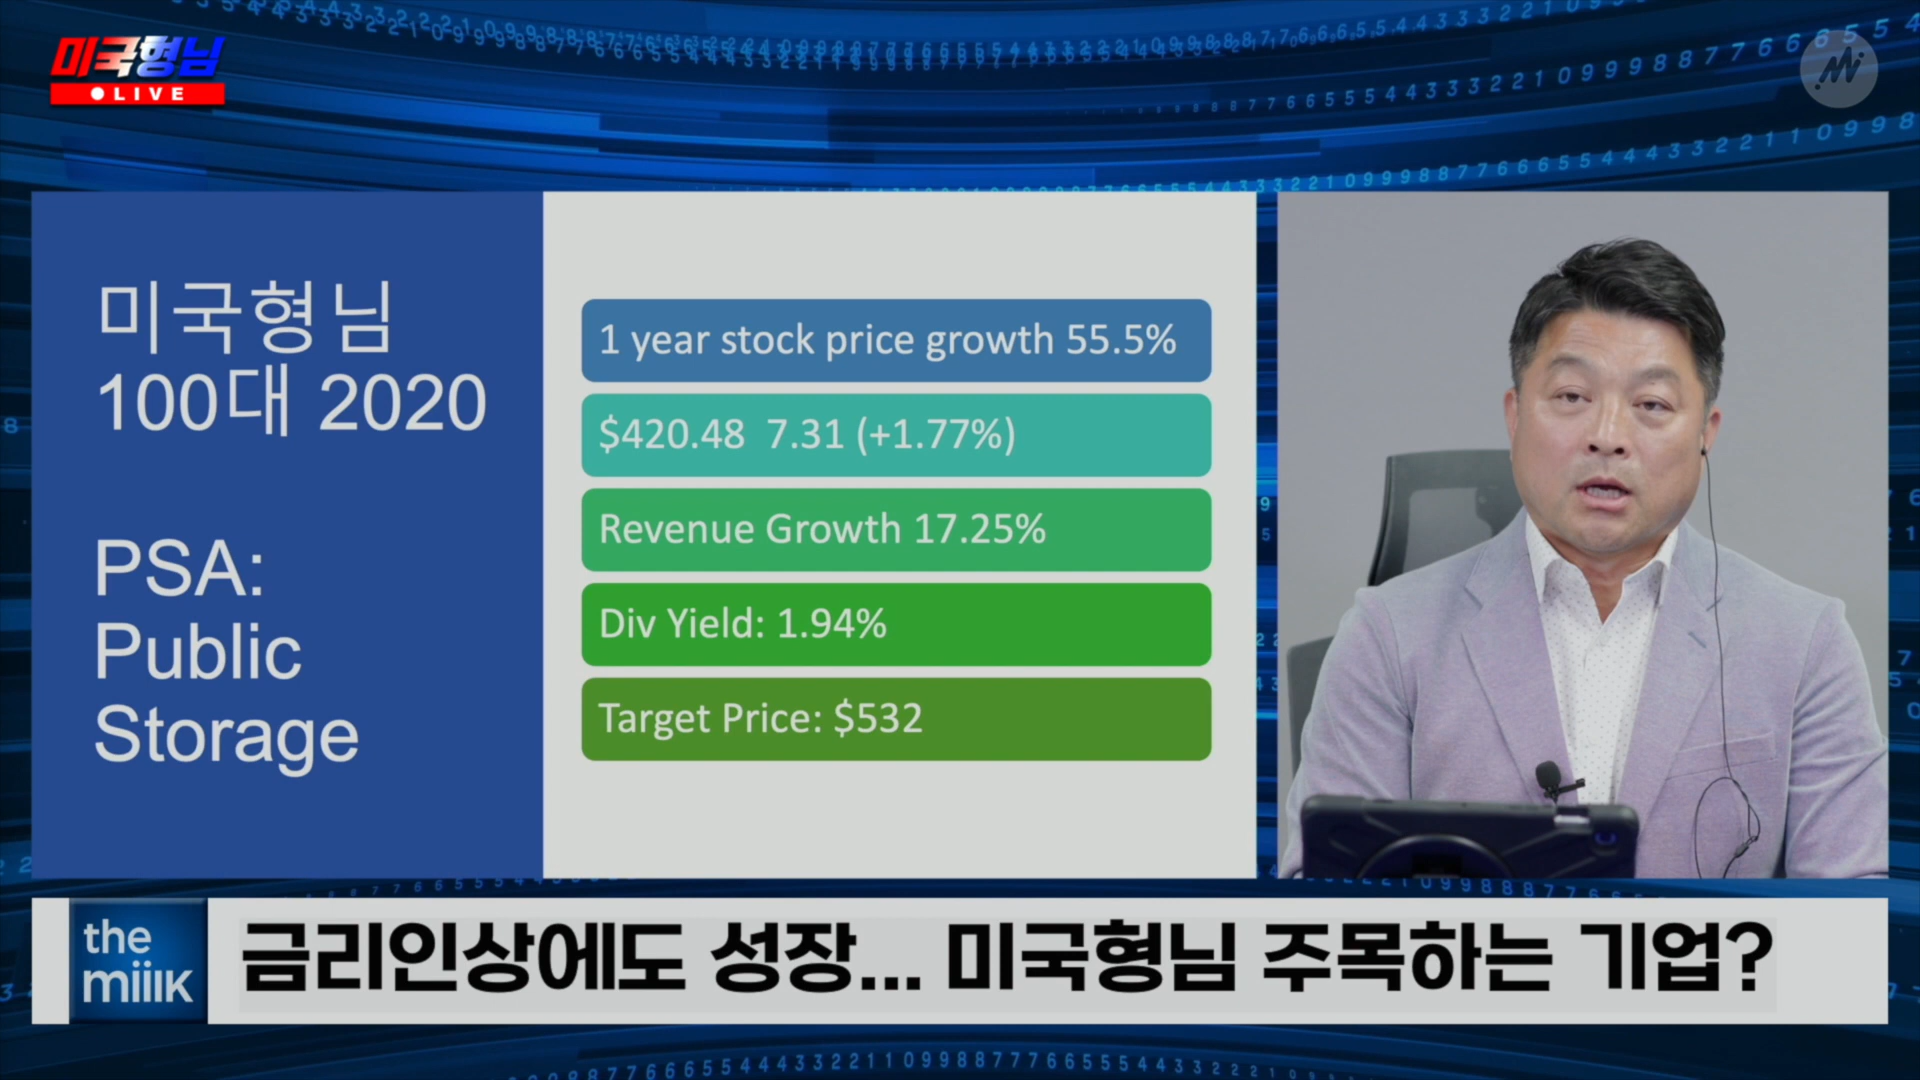 미국형님
LIVE
미국형님
100대 2020
PSA:
Public
Storage
1 year stock price growth 55.5%
$420.48 7.31 (+1.77%)
Revenue Growth 17.25%
Div Yield: 1.94%
Target Price: $532
the
miilk
금리인상에도 성장... 미국형님 주목하는 기업?